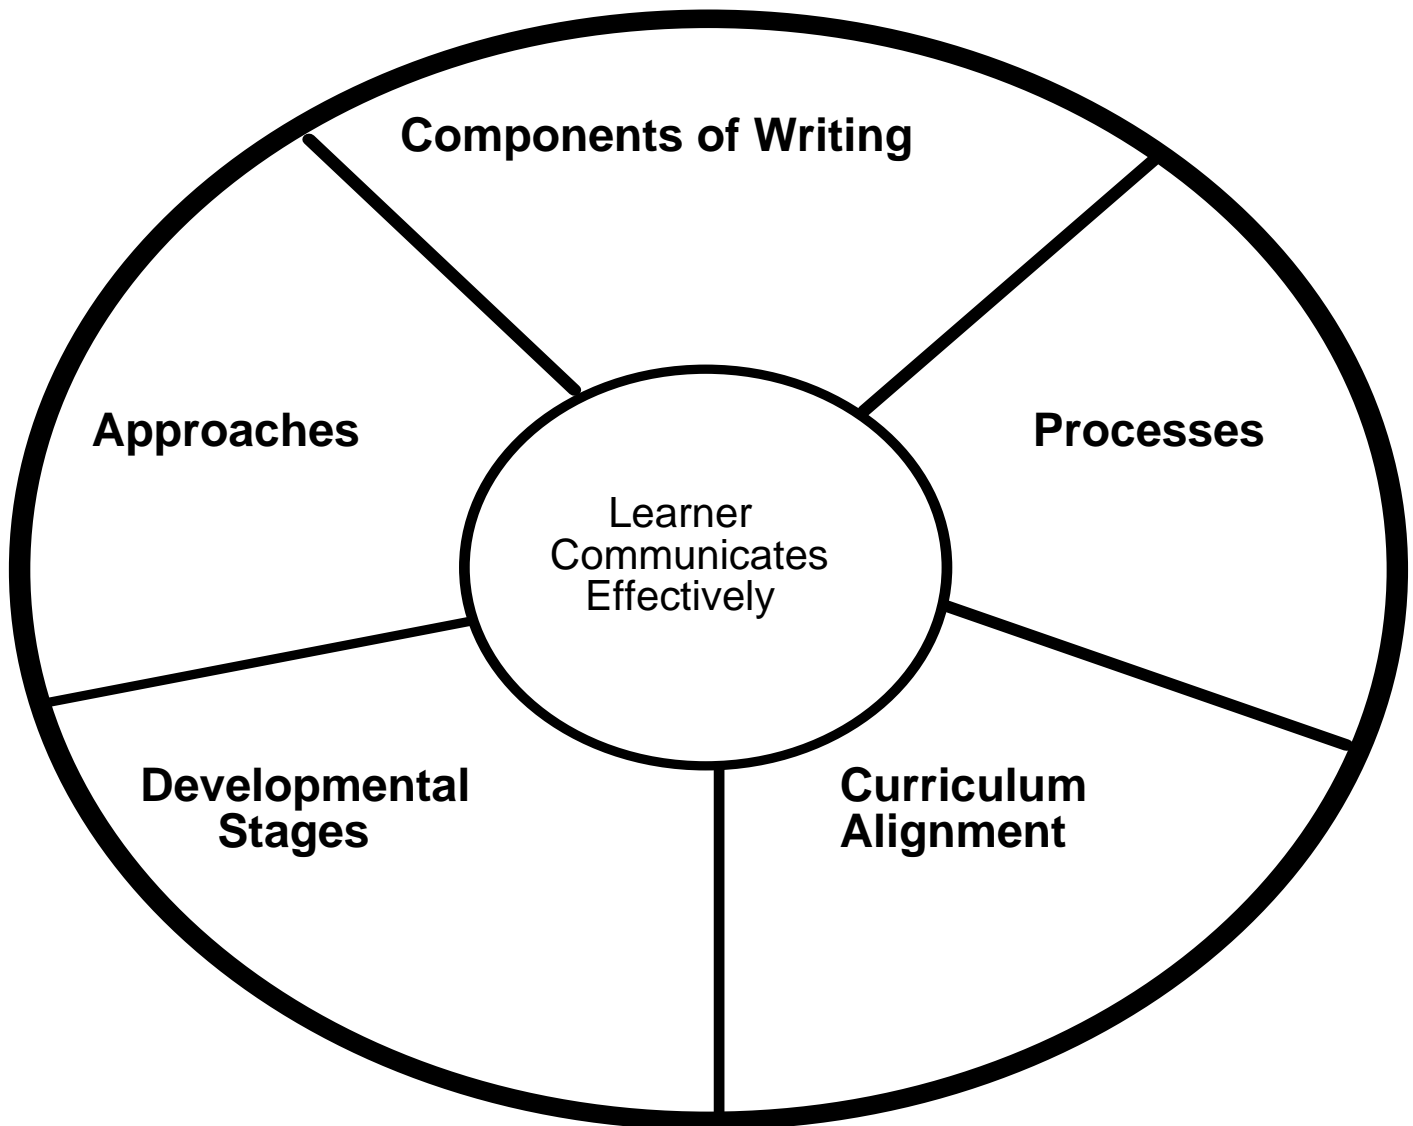 Components of Writing
Approaches
Processes
Learner
Communicates
Effectively
Developmental
Stages
Curriculum
Alignment